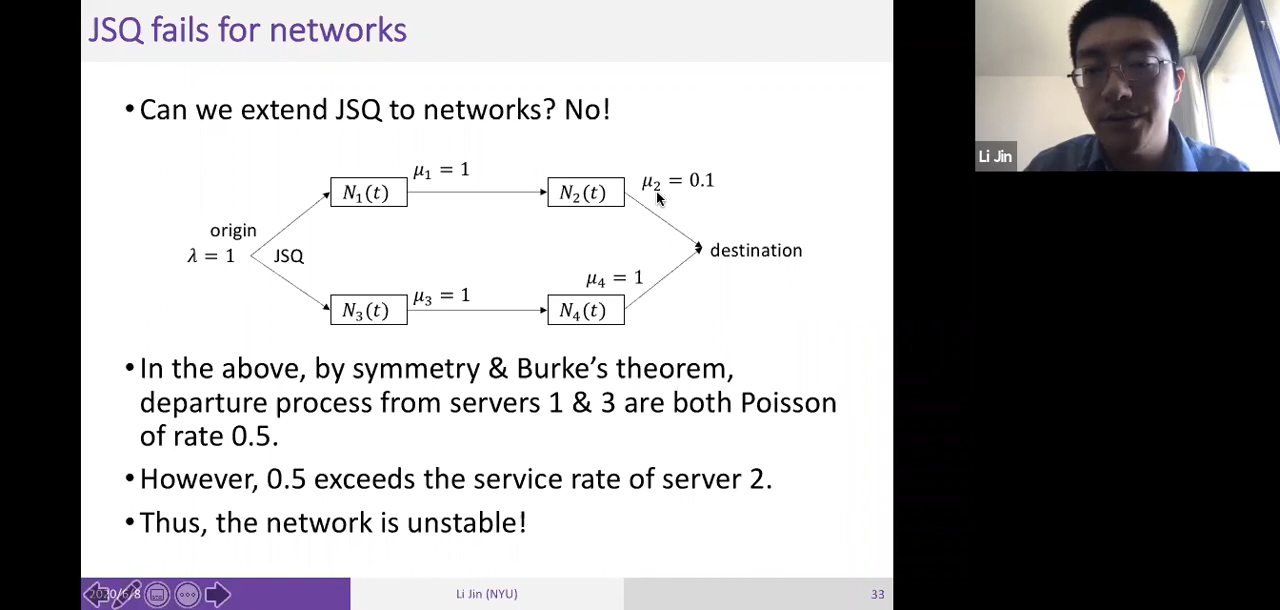 JSQ fails for networks
• Can we extend JSQ to networks? No!
μ₁ = 1
μ₂ = 0.1
N₁(t)
N₂(t)
origin
λ = 1
JSQ
destination
μ₃ = 1
μ₄ = 1
N₃(t)
N₄(t)
• In the above, by symmetry & Burke’s theorem,
departure process from servers 1 & 3 are both Poisson
of rate 0.5.
• However, 0.5 exceeds the service rate of server 2.
• Thus, the network is unstable!
2020/6/8
Li Jin (NYU)
33
Li Jin